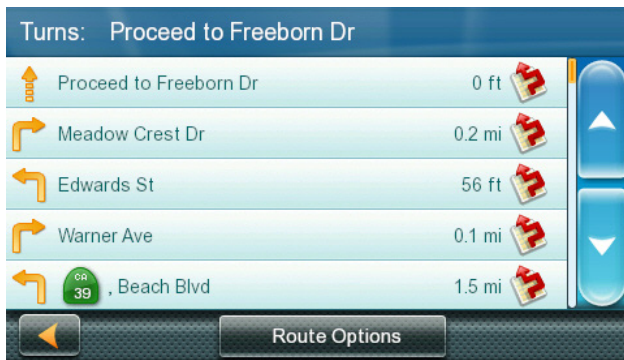 Turns: Proceed to Freeborn Dr
Proceed to Freeborn Dr 0 ft
Meadow Crest Dr 0.2 mi
Edwards St 56 ft
Warner Ave 0.1 mi
CA 39 , Beach Blvd 1.5 mi
Route Options